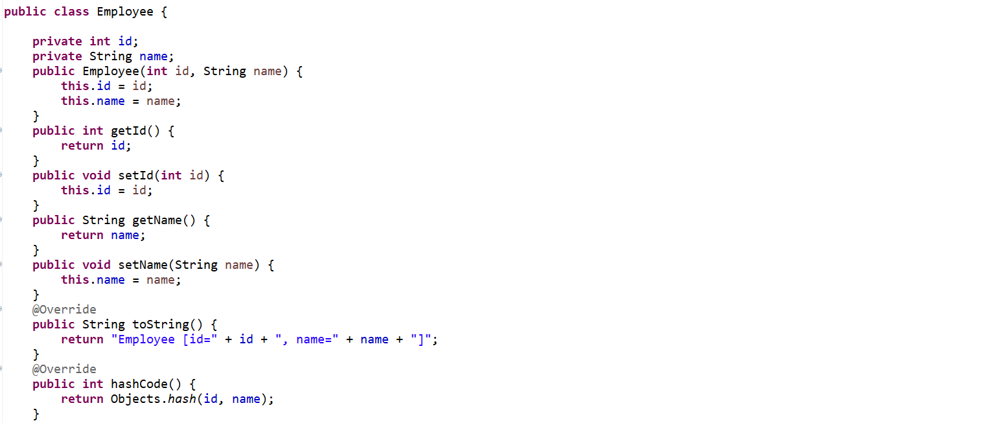 public class Employee {
private int id;
private String name;
public Employee(int id, String name) {
this.id = id;
this.name = name;
}
public int getId() {
return id;
}
public void setId(int id) {
this.id = id;
}
public String getName() {
return name;
}
public void setName(String name) {
this.name = name;
}
@Override
public String toString() {
return "Employee [id=" + id + ", name=" + name + "]";
}
@Override
public int hashCode() {
return Objects.hash(id, name);
}